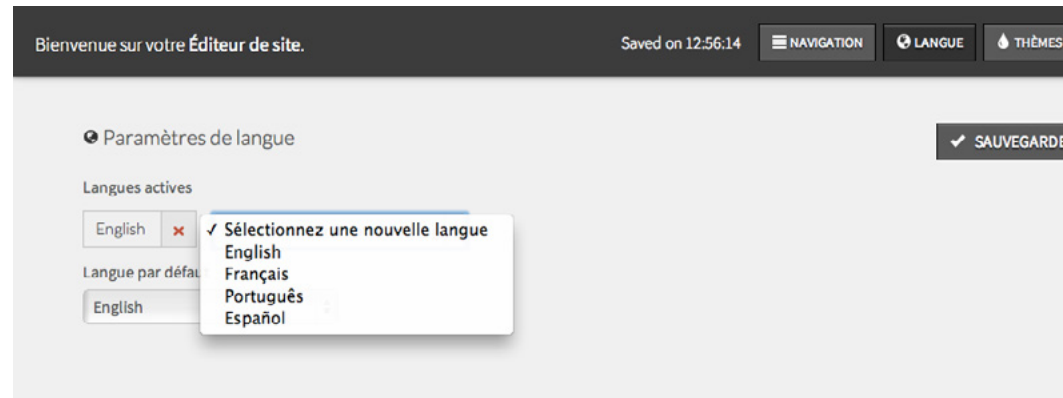 Bienvenue sur votre Éditeur de site.
Saved on 12:56:14
NAVIGATION
LANGUE
THÈMES
Paramètres de langue
SAUVEGARDE
Langues actives
English
✓ Sélectionnez une nouvelle langue
English
Français
Português
Español
Langue par défau
English